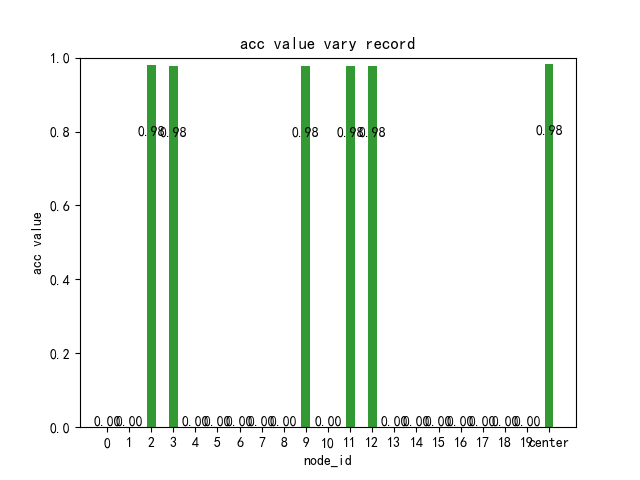 acc value vary record
1.0
0.8
0.6
0.4
0.2
0.0
acc value
0.98 0.98 0.98 0.98 0.98 0.98
0.00 0.00 0.00 0.00 0.00 0.00 0.00 0.00 0.00 0.00 0.00 0.00 0.00 0.00 0.00
0 1 2 3 4 5 6 7 8 9 10 11 12 13 14 15 16 17 18 19 center
node_id